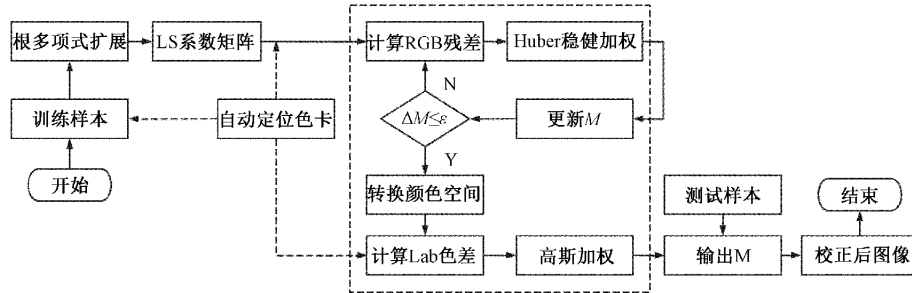 根多项式扩展
LS系数矩阵
计算RGB残差
Huber稳健加权
N
训练样本
自动定位色卡
ΔM≤ε
更新M
Y
开始
转换颜色空间
测试样本
结束
计算Lab色差
高斯加权
输出M
校正后图像